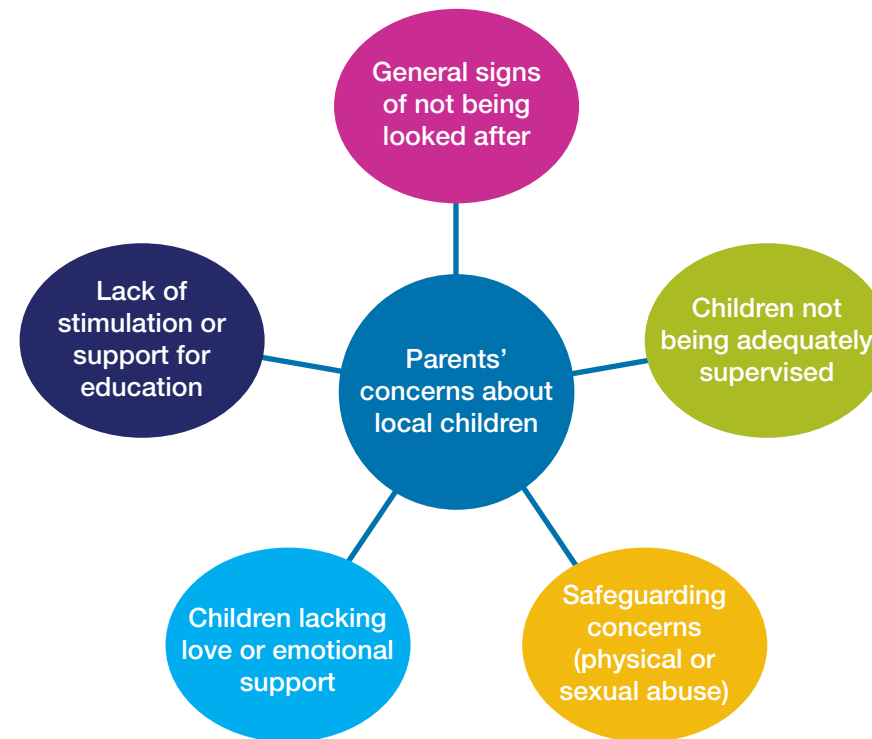 General signs
of not being
looked after
Lack of
stimulation or
support for
education
Parents’
concerns about
local children
Children not
being adequately
supervised
Children lacking
love or emotional
support
Safeguarding
concerns
(physical or
sexual abuse)